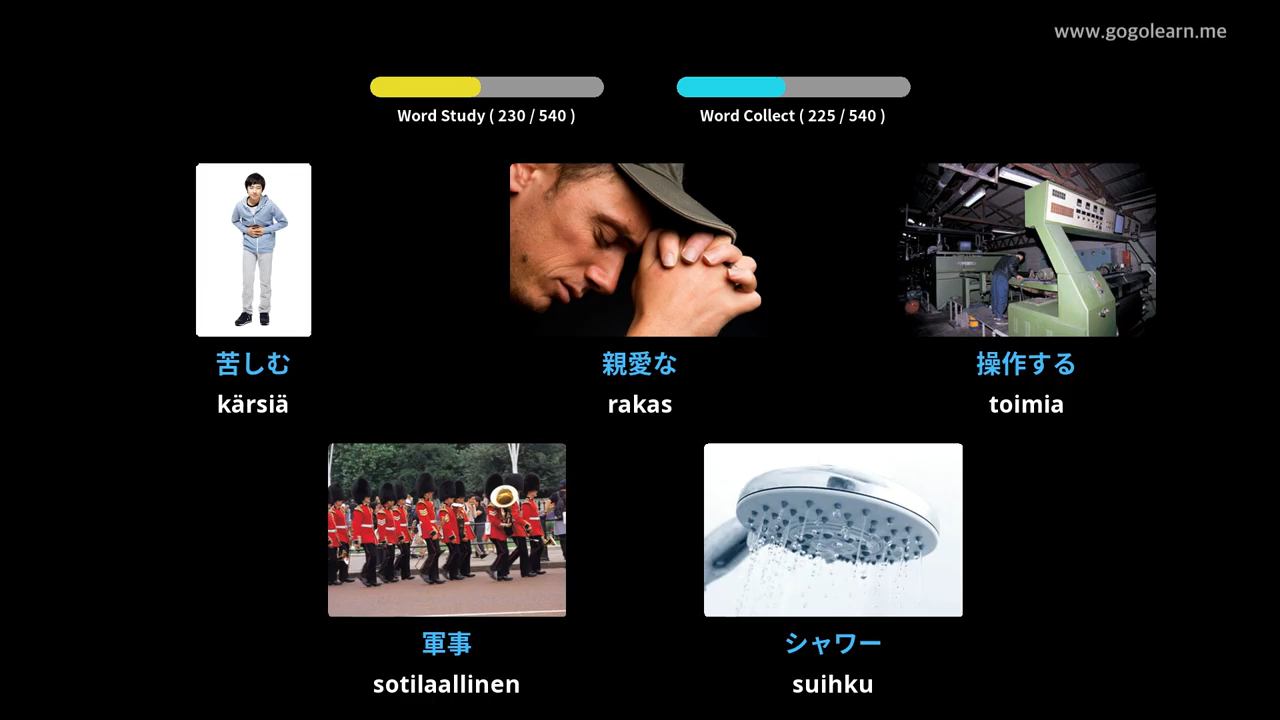 www.gogolearn.me
Word Study ( 230 / 540 )
Word Collect ( 225 / 540 )
苦しむ
kärsiä
親愛な
rakas
操作する
toimia
軍事
sotilaallinen
シャワー
suihku